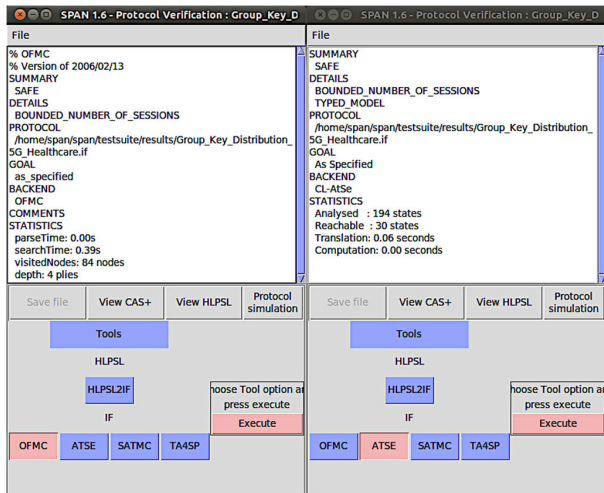 SPAN 1.6 - Protocol Verification : Group_Key_D
File
% OFMC
% Version of 2006/02/13
SUMMARY
SAFE
DETAILS
BOUNDED_NUMBER_OF_SESSIONS
PROTOCOL
/home/span/span/testsuite/results/Group_Key_Distribution_
5G_Healthcare.if
GOAL
as_specified
BACKEND
OFMC
COMMENTS
STATISTICS
parseTime: 0.00s
searchTime: 0.39s
visitedNodes: 84 nodes
depth: 4 plies
Save file View CAS+ View HLPSL Protocol simulation
Tools
HLPSL
HLPSL2IF
hoose Tool option ar
press execute
IF
Execute
OFMC ATSE SATMC TA4SP
SPAN 1.6 - Protocol Verification : Group_Key_D
File
SUMMARY
SAFE
DETAILS
BOUNDED_NUMBER_OF_SESSIONS
TYPED_MODEL
PROTOCOL
/home/span/span/testsuite/results/Group_Key_Distribution_
5G_Healthcare.if
GOAL
As Specified
BACKEND
CL-AtSe
STATISTICS
Analysed : 194 states
Reachable : 30 states
Translation: 0.06 seconds
Computation: 0.00 seconds
Save file View CAS+ View HLPSL Protocol simulation
Tools
HLPSL
HLPSL2IF
hoose Tool option ar
press execute
IF
Execute
OFMC ATSE SATMC TA4SP